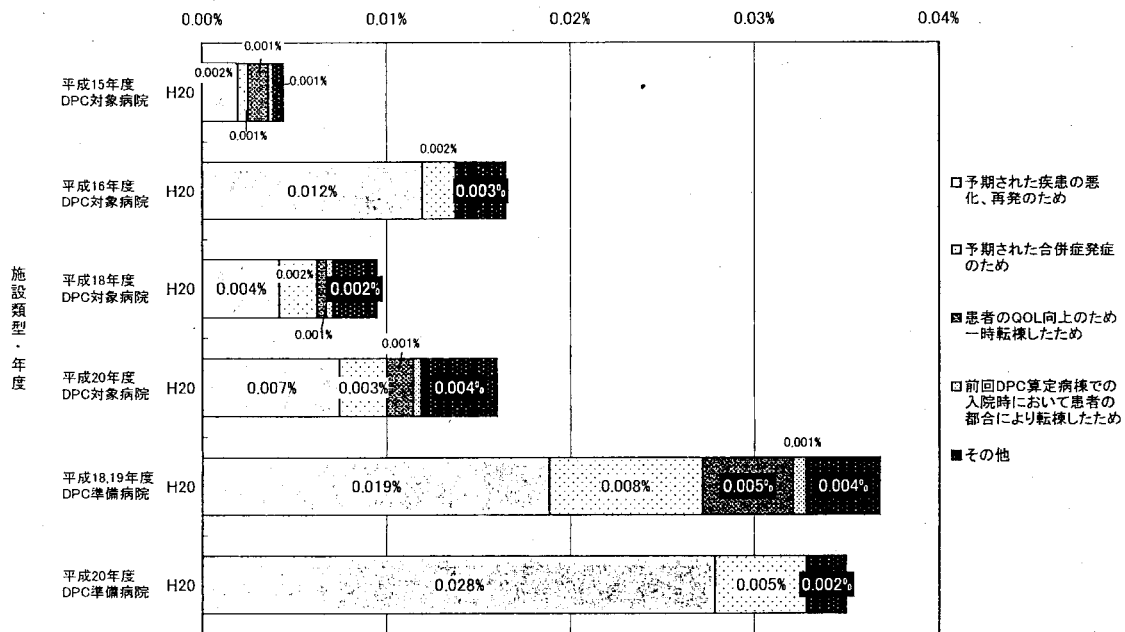 0.00%
0.01%
0.02%
0.03%
0.04%
施設類型・年度
平成15年度
DPC対象病院
H20
0.002%
0.001%
0.001%
0.001%
平成16年度
DPC対象病院
H20
0.012%
0.002%
0.003%
平成18年度
DPC対象病院
H20
0.004%
0.002%
0.001%
0.002%
平成20年度
DPC対象病院
H20
0.007%
0.003%
0.001%
0.004%
平成18,19年度
DPC準備病院
H20
0.019%
0.008%
0.005%
0.001%
0.004%
平成20年度
DPC準備病院
H20
0.028%
0.005%
0.002%
予期された疾患の悪
化、再発のため
予期された合併症発症
のため
患者のQOL向上のため
一時転棟したため
前回DPC算定病棟での
入院時において患者の
都合により転棟したため
その他